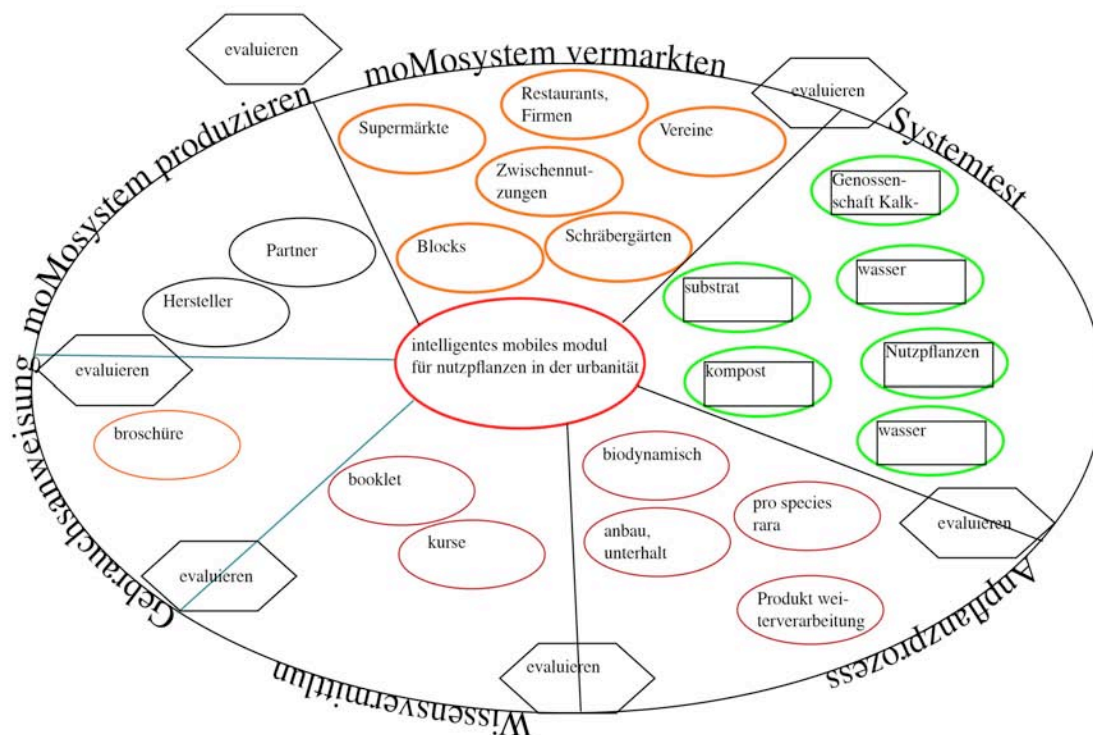 evaluieren
moMosystem vermarkten
evaluieren
Systemtest
Restaurants,
Firmen
Supermärkte
Vereine
Zwischennut-
zungen
Blocks
Schräbergärten
Genossen-
schaft Kalk-
wasser
substrat
Nutzpflanzen
kompost
wasser
moMosystem produzieren
Partner
Hersteller
intelligentes mobiles modul
für nutzpflanzen in der urbanität
evaluieren
Gebrauchsanweisung
broschüre
evaluieren
booklet
kurse
Wissensvermittlun
evaluieren
biodynamisch
pro species
rara
anbau,
unterhalt
Produkt wei-
terverarbeitung
evaluieren
Anpflanzprozess